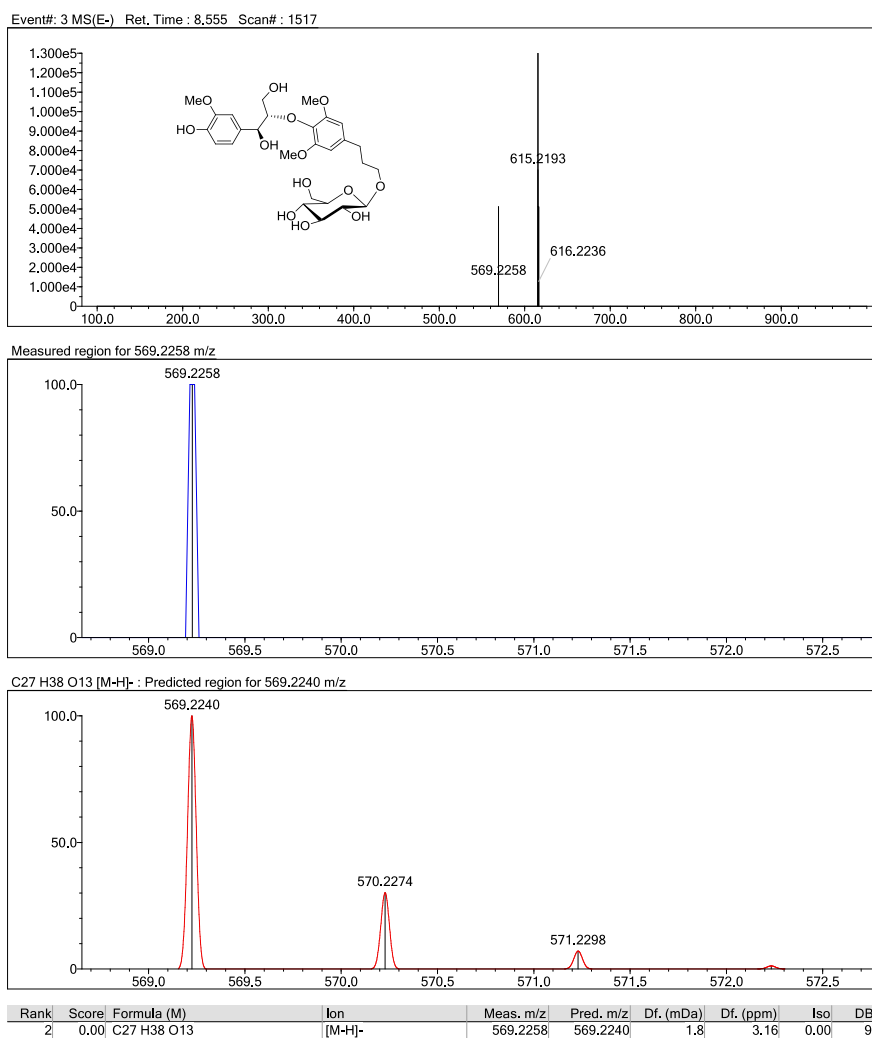 Event#: 3 MS(E-) Ret. Time : 8.555 Scan# : 1517
1.300e5
1.200e5
1.100e5
1.000e5
9.000e4
8.000e4
7.000e4
6.000e4
5.000e4
4.000e4
3.000e4
2.000e4
1.000e4
0
OH
MeO
MeO
O
HO
OH
OMe
HO
O
O
HO
HO
OH
615.2193
616.2236
569.2258
100.0 200.0 300.0 400.0 500.0 600.0 700.0 800.0 900.0
Measured region for 569.2258 m/z
569.2258
100.0
50.0
0
569.0 569.5 570.0 570.5 571.0 571.5 572.0 572.5
C27 H38 O13 [M-H]- : Predicted region for 569.2240 m/z
569.2240
100.0
50.0
570.2274
571.2298
0
569.0 569.5 570.0 570.5 571.0 571.5 572.0 572.5
Rank Score Formula (M) Ion Meas. m/z Pred. m/z Df. (mDa) Df. (ppm) Iso DB
2 0.00 C27 H38 O13 [M-H]- 569.2258 569.2240 1.8 3.16 0.00 9